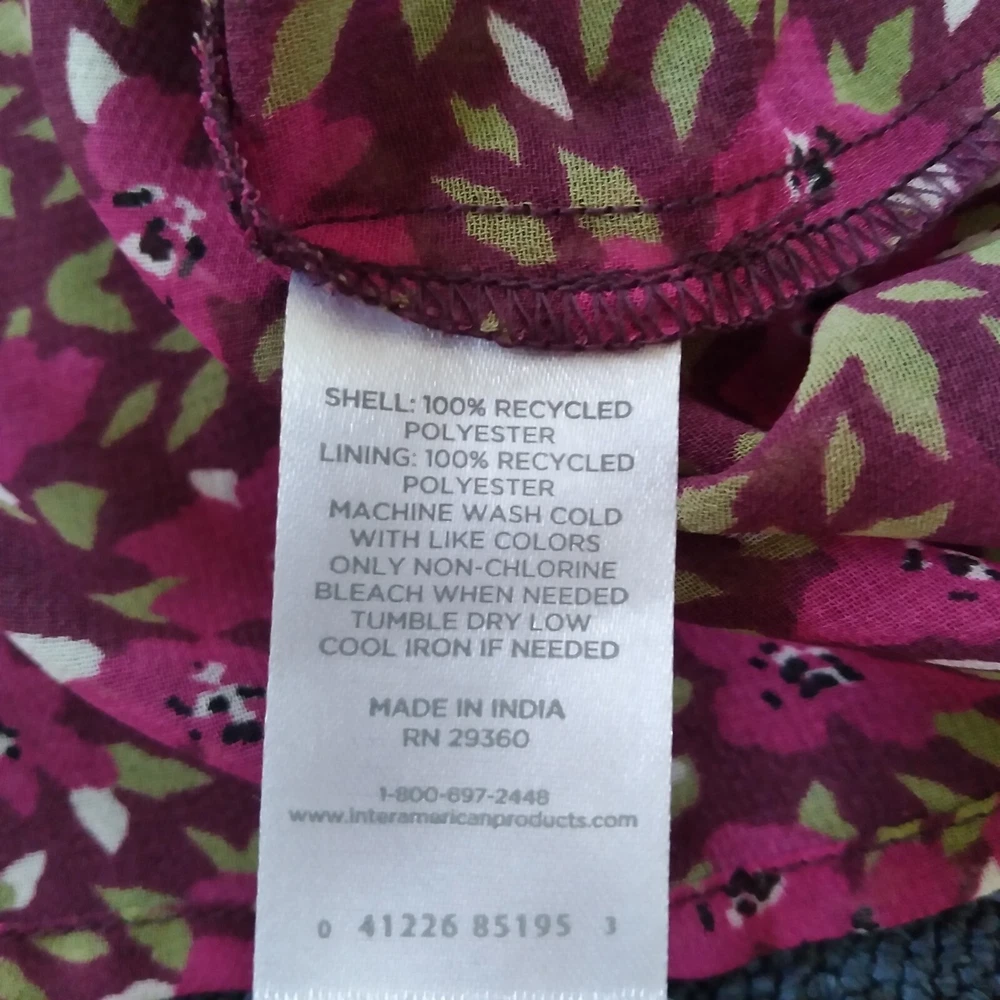 SHELL: 100% RECYCLED
POLYESTER
LINING: 100% RECYCLED
POLYESTER
MACHINE WASH COLD
WITH LIKE COLORS
ONLY NON-CHLORINE
BLEACH WHEN NEEDED
TUMBLE DRY LOW
COOL IRON IF NEEDED
MADE IN INDIA
RN 29360
1-800-697-2448
www.interamericanproducts.com
0 41226 85195 3